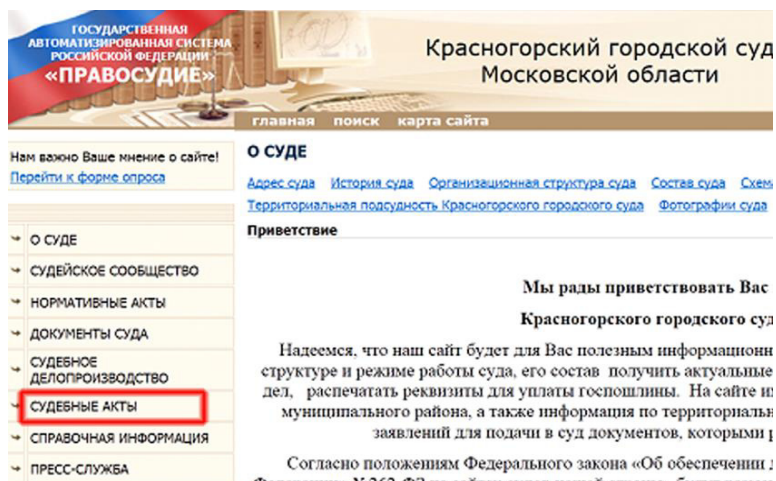 ГОСУДАРСТВЕННАЯ
АВТОМАТИЗИРОВАННАЯ СИСТЕМА
РОССИЙСКОЙ ФЕДЕРАЦИИ
«ПРАВОСУДИЕ»
Красногорский городской суд
Московской области
главная поиск карта сайта
Нам важно Ваше мнение о сайте!
Перейти к форме опроса
О СУДЕ
СУДЕЙСКОЕ СООБЩЕСТВО
НОРМАТИВНЫЕ АКТЫ
ДОКУМЕНТЫ СУДА
СУДЕБНОЕ
ДЕЛОПРОИЗВОДСТВО
СУДЕБНЫЕ АКТЫ
СПРАВОЧНАЯ ИНФОРМАЦИЯ
ПРЕСС-СЛУЖБА
О СУДЕ
Адрес суда История суда Организационная структура суда Состав суда Схема
Территориальная подсудность Красногорского городского суда Фотографии суда
Приветствие
Мы рады приветствовать Вас
Красногорского городского суд
Надеемся, что наш сайт будет для Вас полезным информационн
структуре и режиме работы суда, его состав получить актуальные
дел, распечатать реквизиты для уплаты госпошлины. На сайте
муниципального района, а также информация по территориальн
заявлений для подачи в суд документов, которыми
Согласно положениям Федерального закона «Об обеспечении